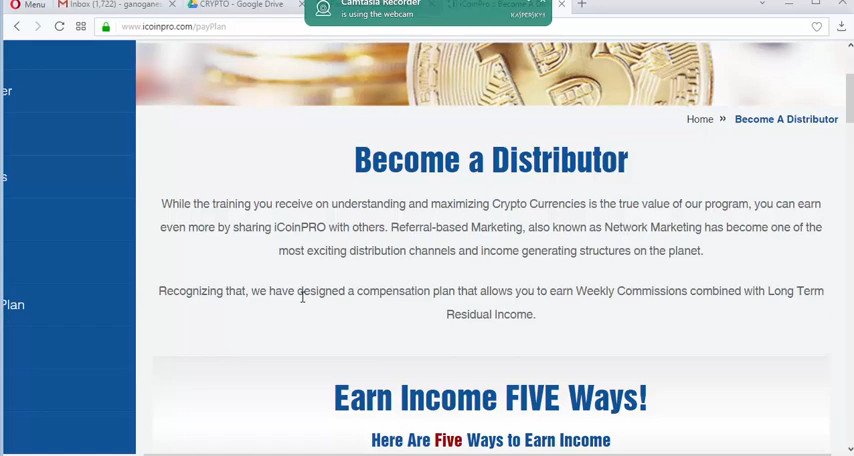 Menu
Inbox (1,722) - ganoganes
CRYPTO - Google Drive
Camtasia Recorder
is using the webcam
KASPERSKY
iCoinPro :: Become A Di
www.icoinpro.com/payPlan
er
s
Plan
Home » Become A Distributor
Become a Distributor
While the training you receive on understanding and maximizing Crypto Currencies is the true value of our program, you can earn
even more by sharing iCoinPRO with others. Referral-based Marketing, also known as Network Marketing has become one of the
most exciting distribution channels and income generating structures on the planet.
Recognizing that, we have designed a compensation plan that allows you to earn Weekly Commissions combined with Long Term
Residual Income.
Earn Income FIVE Ways!
Here Are Five Ways to Earn Income